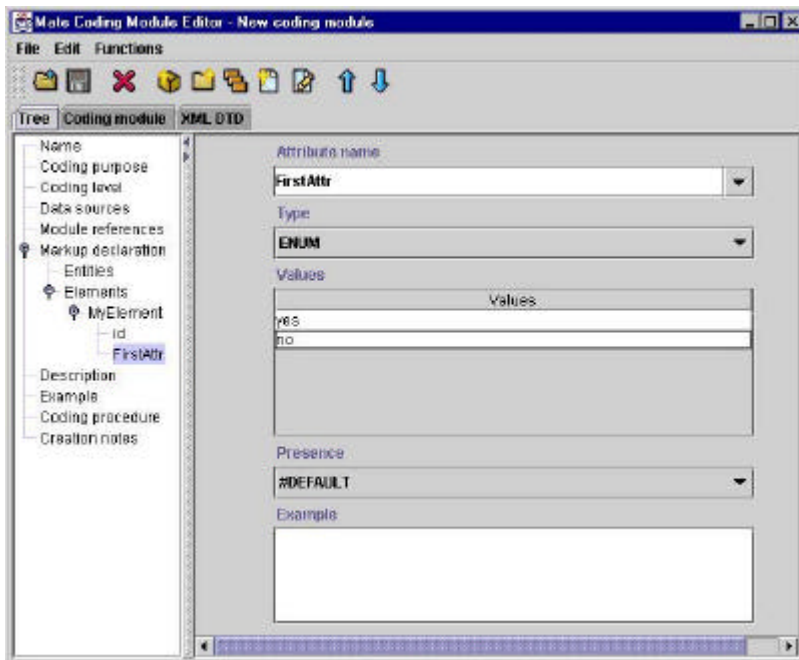 Mate Coding Module Editor - New coding module
File Edit Functions
Tree Coding module XML DTD
Name
Coding purpose
Coding level
Data sources
Module references
Markup declaration
Entities
Elements
MyElement
id
FirstAttr
Description
Example
Coding procedure
Creation notes
Attribute name
FirstAttr
Type
ENUM
Values
Values
yes
no
Presence
#DEFAULT
Example